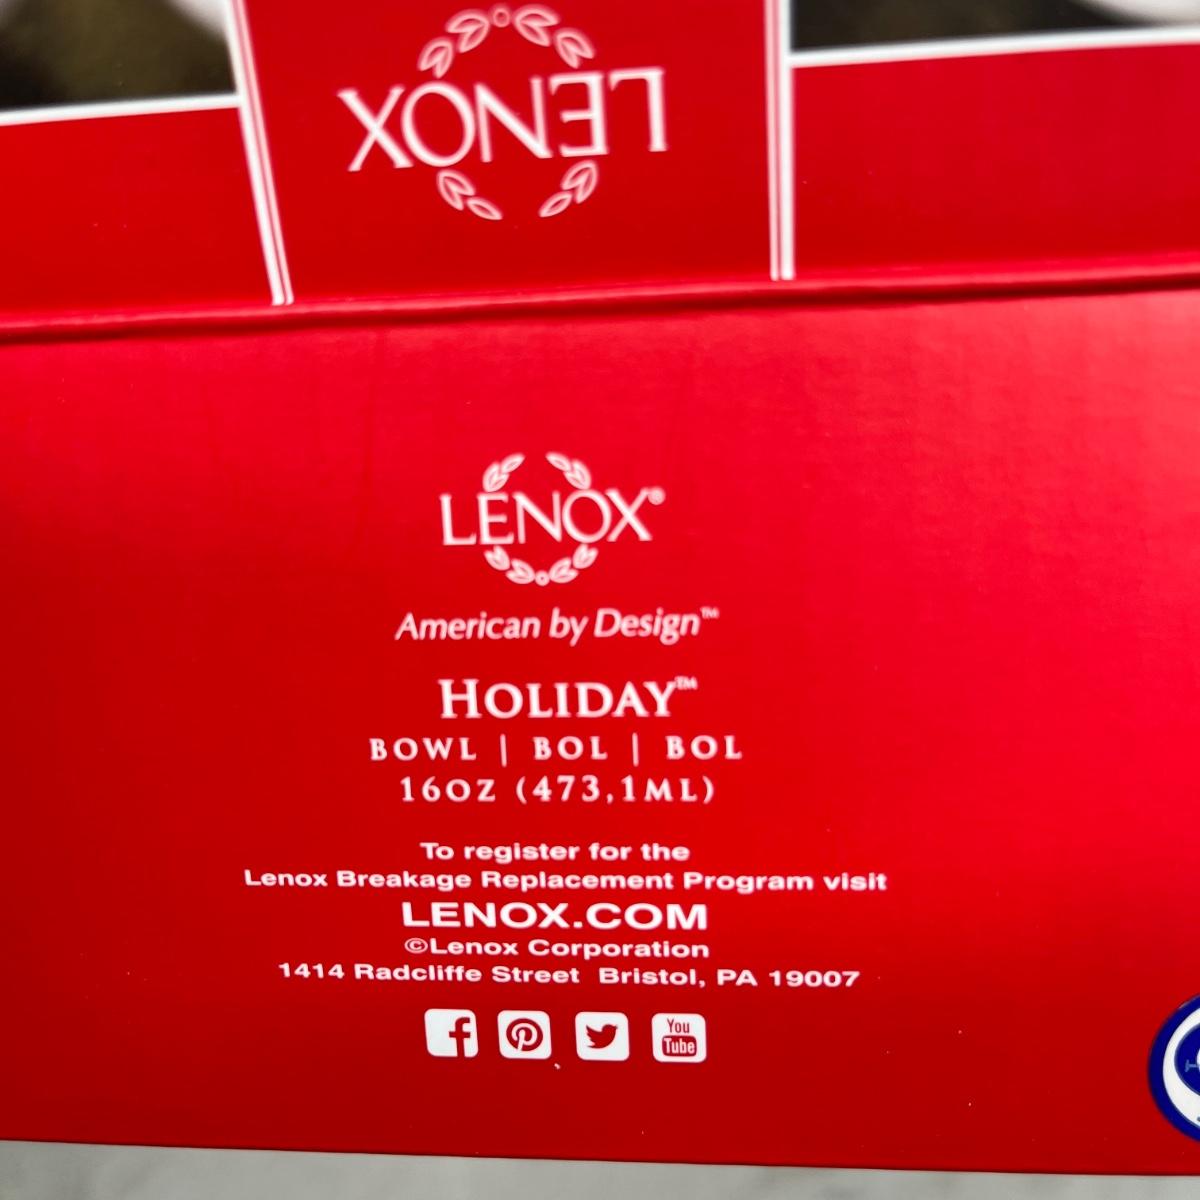 LENOX
LENOX®
American by Design™
HOLIDAY™
BOWL | BOL | BOL
16OZ (473,1ML)
To register for the
Lenox Breakage Replacement Program visit
LENOX.COM
©Lenox Corporation
1414 Radcliffe Street Bristol, PA 19007
You
Tube